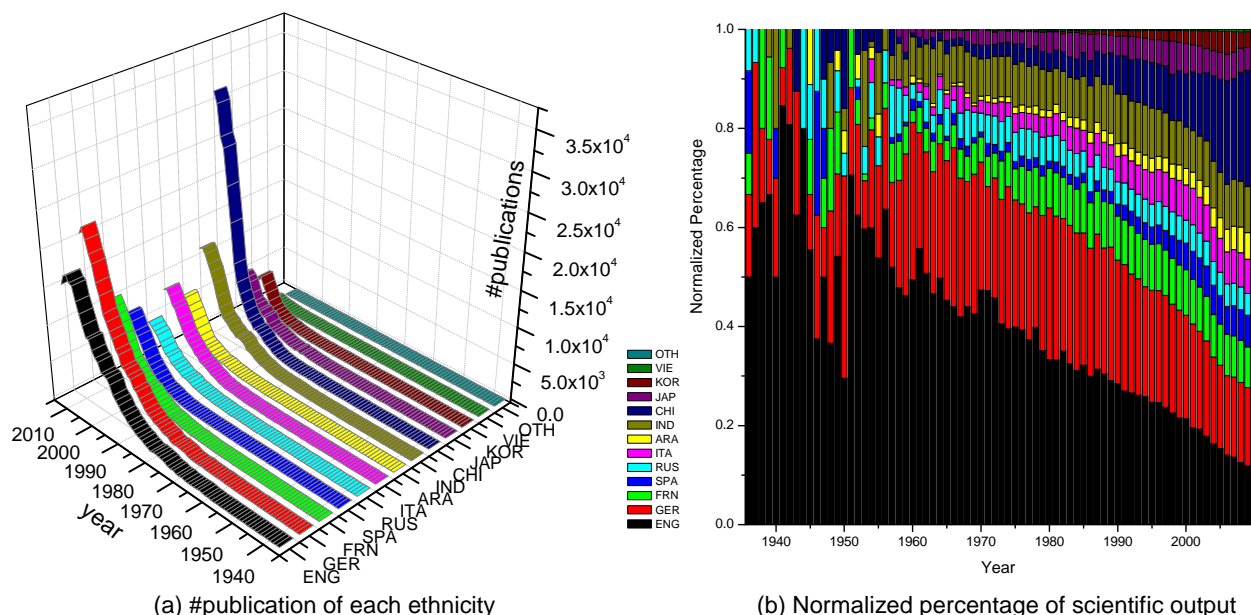 #publications
3.5x10^4
3.0x10^4
2.5x10^4
2.0x10^4
1.5x10^4
1.0x10^4
5.0x10^3
0.0
2010
2000
1990
1980
1970
1960
1950
1940
year
ENG
GER
FRN
SPA
RUS
ITA
ARA
IND
CHI
JAP
KOR
VIE
OTH
OTH
VIE
KOR
JAP
CHI
IND
ARA
ITA
RUS
SPA
FRN
GER
ENG
(a) #publication of each ethnicity
Normalized Percentage
1.0
0.8
0.6
0.4
0.2
0.0
1940 1950 1960 1970 1980 1990 2000
Year
(b) Normalized percentage of scientific output